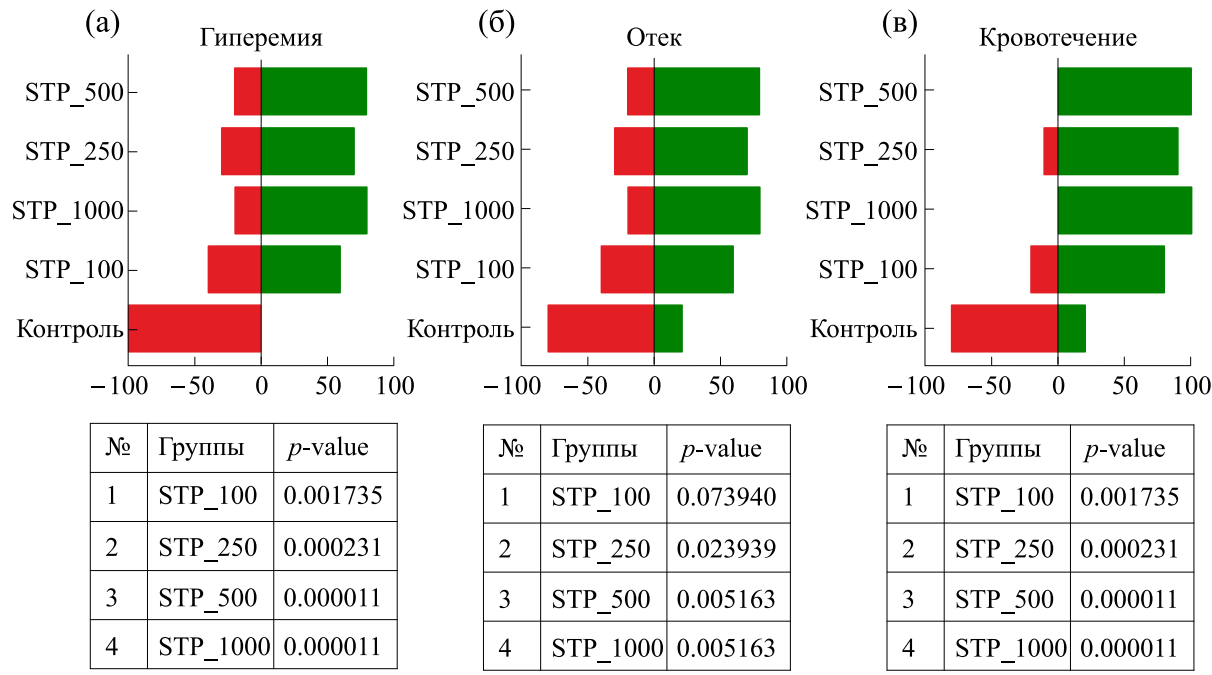 (а)
Гиперемия
STP_500
STP_250
STP_1000
STP_100
Контроль
−100 −50 0 50 100
№ Группы p-value
1 STP_100 0.001735
2 STP_250 0.000231
3 STP_500 0.000011
4 STP_1000 0.000011
(б)
Отек
STP_500
STP_250
STP_1000
STP_100
Контроль
−100 −50 0 50 100
№ Группы p-value
1 STP_100 0.073940
2 STP_250 0.023939
3 STP_500 0.005163
4 STP_1000 0.005163
(в)
Кровотечение
STP_500
STP_250
STP_1000
STP_100
Контроль
−100 −50 0 50 100
№ Группы p-value
1 STP_100 0.001735
2 STP_250 0.000231
3 STP_500 0.000011
4 STP_1000 0.000011